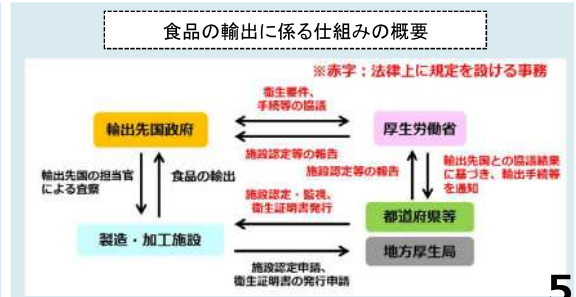 食品の輸出に係る仕組みの概要
※赤字:法律上に規定を設ける事務
衛生要件、
手続等の協議
輸出先国政府
厚生労働省
施設認定等の報告
施設認定等の報告
輸出先国の担当官
による査察
食品の輸出
輸出先国との協議結果
に基づき、輸出手続等
を通知
施設認定・監視、
衛生証明書発行
都道府県等
製造・加工施設
地方厚生局
施設認定申請、
衛生証明書の発行申請
5